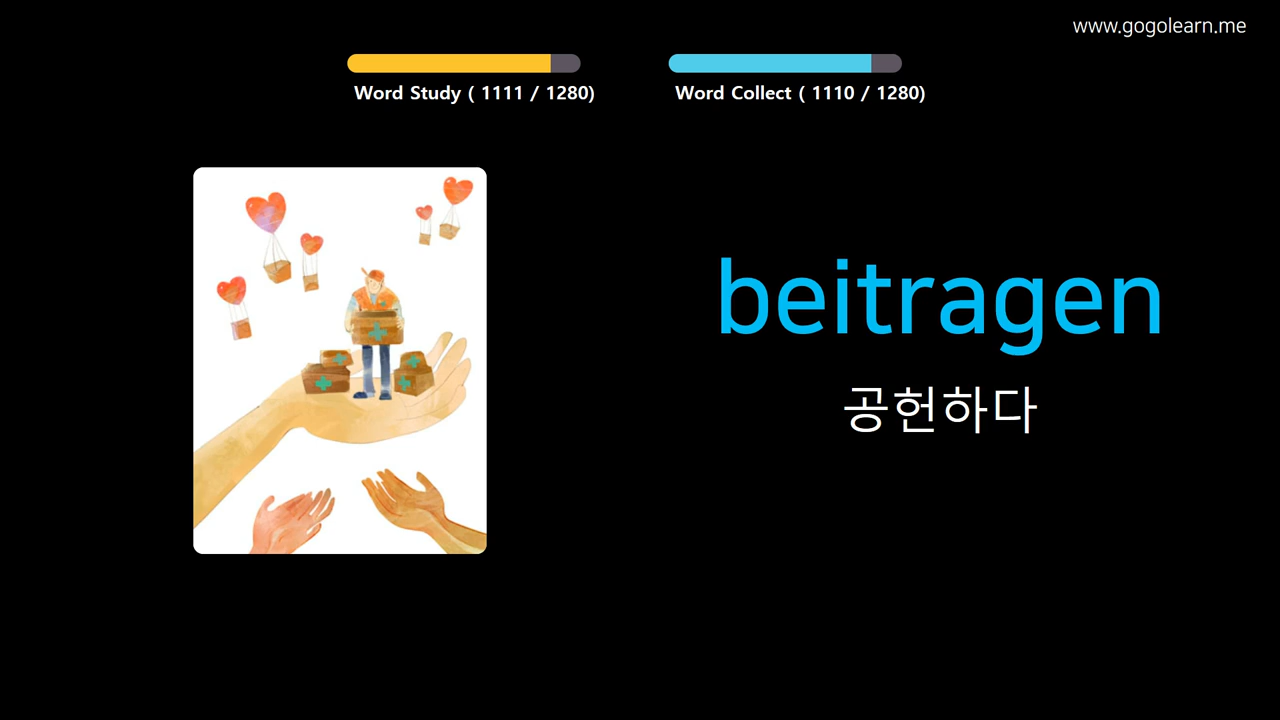 www.gogolearn.me
Word Study ( 1111 / 1280)
Word Collect ( 1110 / 1280)
beitragen
공헌하다